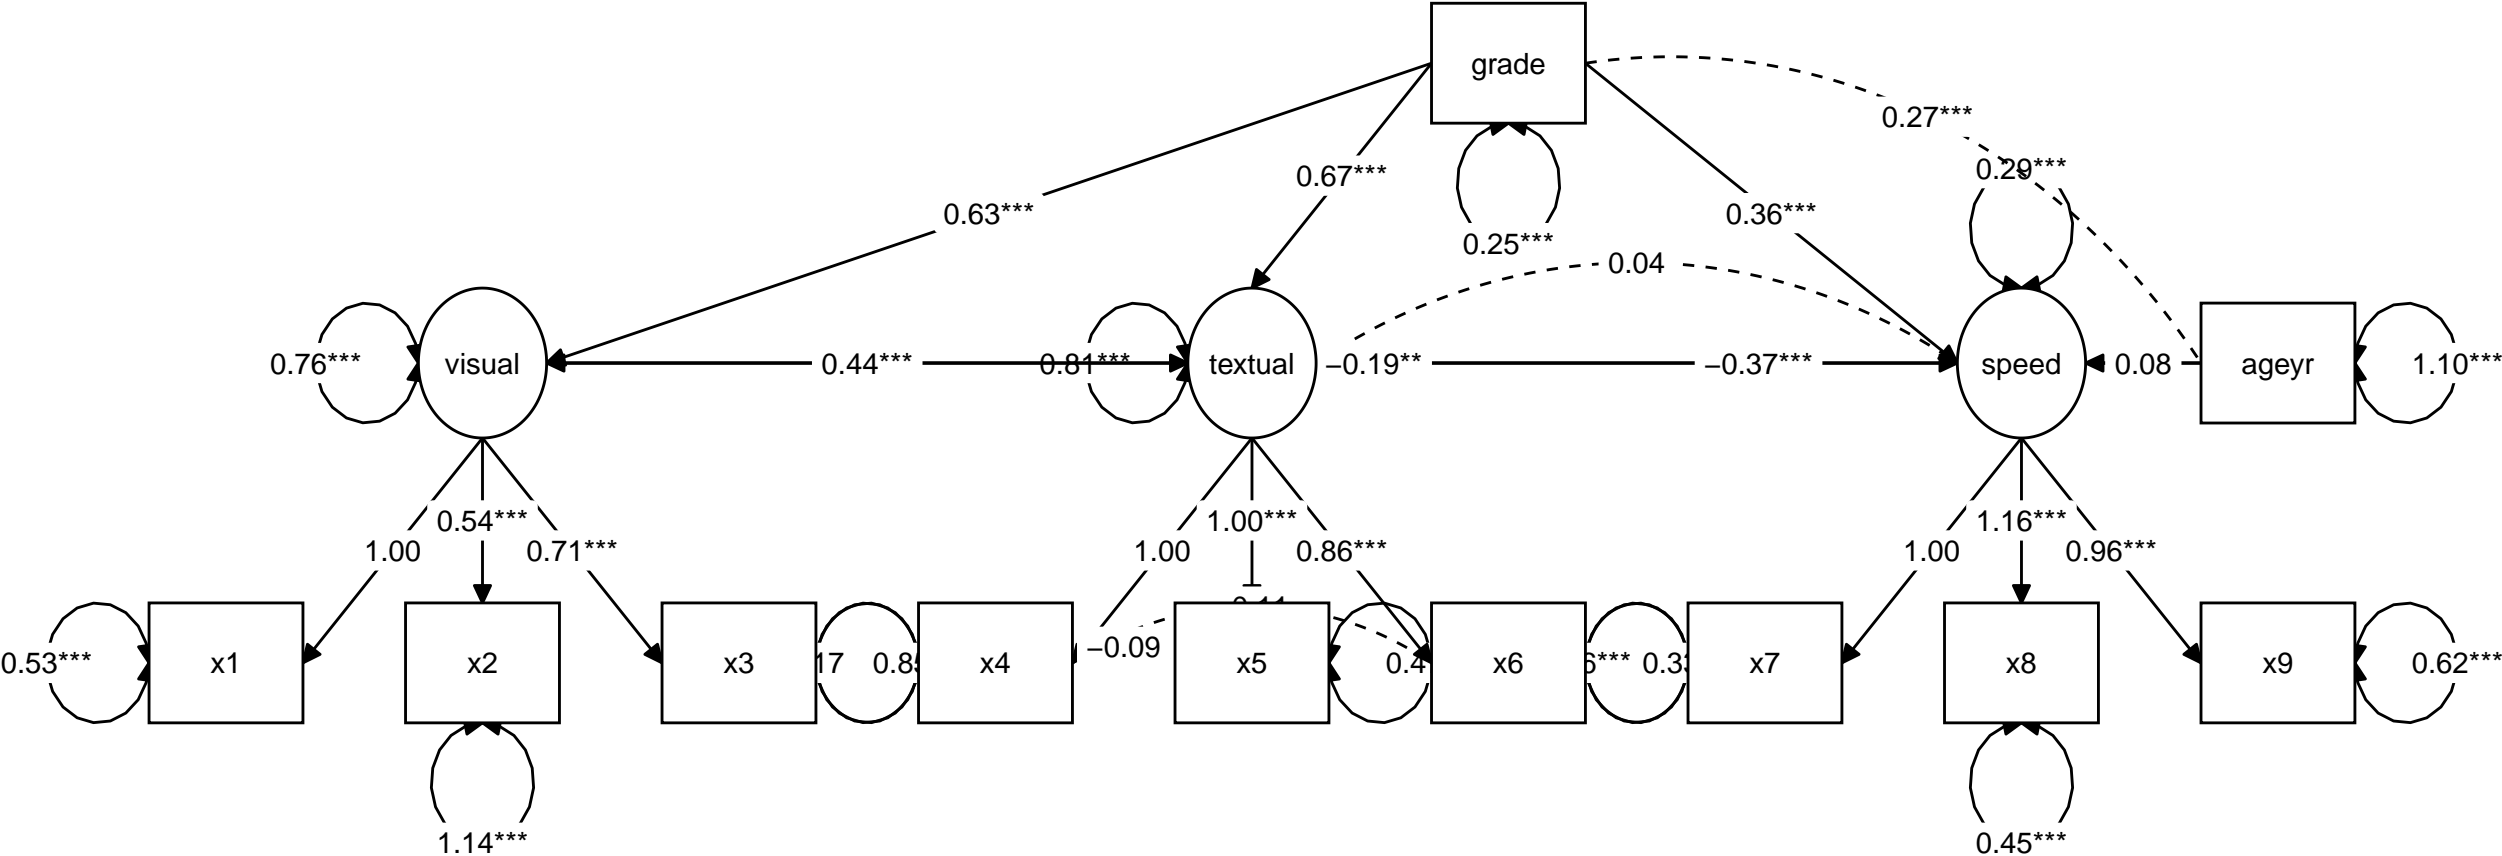 grade
0.27***
0.29***
0.67***
0.63***
0.36***
0.25***
0.04
0.76***
visual
0.44***
0.81***
textual
−0.19**
−0.37***
speed
0.08
ageyr
1.10***
0.54***
1.00***
1.16***
1.00
0.71***
1.00
0.86***
1.00
0.96***
−0.09
0.53***
x1
x2
x3
x4
x5
x6
x7
x8
x9
0.62***
1.14***
0.45***